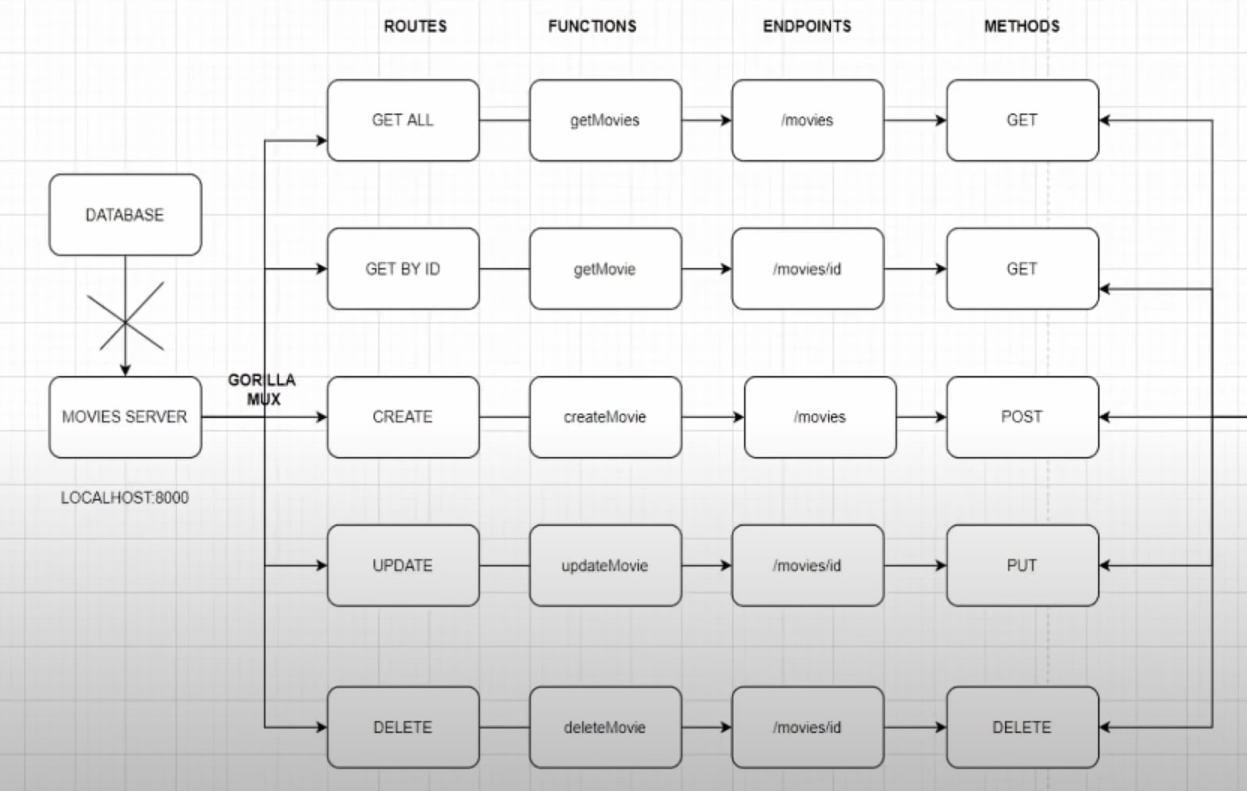 ROUTES
FUNCTIONS
ENDPOINTS
METHODS
GET ALL
getMovies
/movies
GET
DATABASE
GET BY ID
getMovie
/movies/id
GET
GORILLA
MUX
MOVIES SERVER
CREATE
createMovie
/movies
POST
LOCALHOST:8000
UPDATE
updateMovie
/movies/id
PUT
DELETE
deleteMovie
/movies/id
DELETE